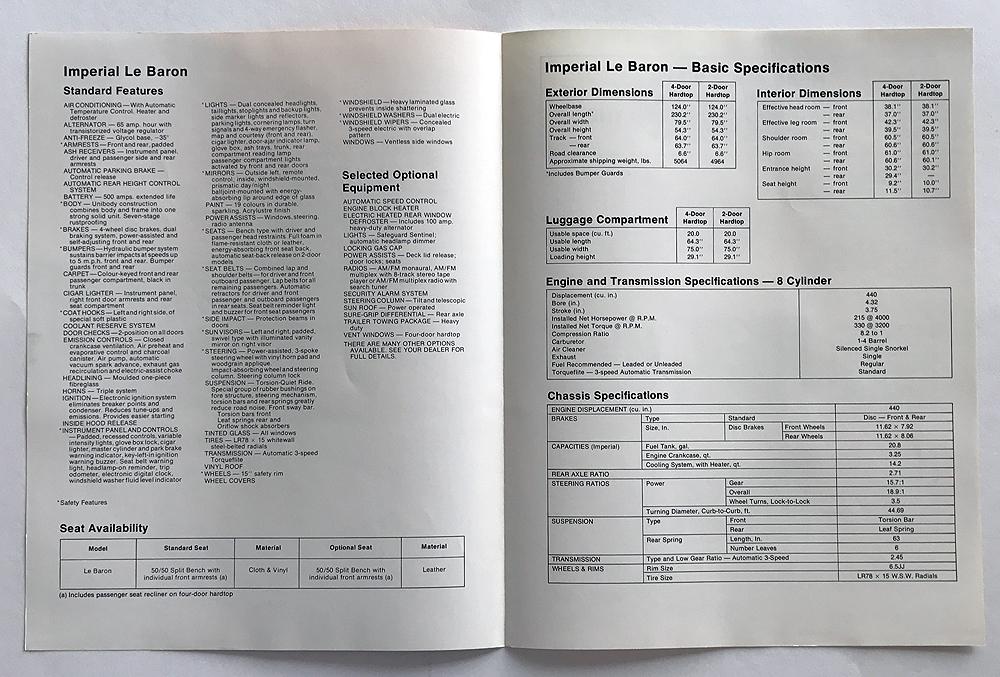 Imperial Le Baron
Standard Features
AIR CONDITIONING — With Automatic
Temperature Control. Heater and
defroster
ALTERNATOR — 65 amp. hour with
transistorized voltage regulator
ANTI-FREEZE — Glycol base, —35°
*ARMRESTS — Front and rear, padded
ASH RECEIVERS — Instrument panel,
driver and passenger side and rear
armrests
AUTOMATIC PARKING BRAKE —
Control release
AUTOMATIC REAR HEIGHT CONTROL
SYSTEM
BATTERY — 500 amps. extended life
*BODY — Unibody construction
combines body and frame into one
strong solid unit. Seven-stage
rustproofing
*BRAKES — 4-wheel disc brakes, dual
braking system, power-assisted and
self-adjusting front and rear
*BUMPERS — Hydraulic bumper system
sustains barrier impacts at speeds up
to 5 m.p.h. front and rear. Bumper
guards front and rear
CARPET — Colour-keyed front and rear
passenger compartment, black in
trunk
CIGAR LIGHTER — Instrument panel,
right front door armrests and rear
seat compartment
*COAT HOOKS — Left and right side, of
special soft plastic
COOLANT RESERVE SYSTEM
DOOR CHECKS — 2-position on all doors
EMISSION CONTROLS — Closed
crankcase ventilation. Air preheat and
evaporative control and charcoal
canister. Air pump, automatic
vacuum spark advance, exhaust gas
recirculation and electric-assist choke
HEADLINING — Moulded one-piece
fibreglass
HORNS — Triple system
IGNITION — Electronic ignition system
eliminates breaker points and
condenser. Reduces tune-ups and
emissions. Provides easier starting
INSIDE HOOD RELEASE
*INSTRUMENT PANEL AND CONTROLS
— Padded, recessed controls, variable
intensity lights, glove box lock, cigar
lighter, master cylinder and park brake
warning indicator, key-left-in ignition
warning buzzer. Seat belt warning
light, headlamp-on reminder, trip
odometer, electronic digital clock,
windshield washer fluid level indicator
*LIGHTS — Dual concealed headlights,
taillights, stoplights and backup lights,
side marker lights and reflectors,
parking lights, cornering lamps, turn
signals and 4-way emergency flasher,
map and courtesy (front and rear),
cigar lighter, door-ajar indicator lamp,
glove box, ash trays, trunk, rear
compartment reading lamp
passenger compartment lights
activated by front and rear doors
*MIRRORS — Outside left, remote
control; inside, windshield-mounted,
prismatic day/night
balljoint-mounted with energy-
absorbing lip around edge of glass
PAINT — 19 colours in durable,
sparkling, Acrylustre finish
POWER ASSISTS — Windows, steering,
radio antenna
*SEATS — Bench type with driver and
passenger head restraints. Full foam in
flame-resistant cloth or leather,
energy-absorbing front seat back,
automatic seat-back release on 2-door
models
*SEAT BELTS — Combined lap and
shoulder belts — for driver and front
outboard passenger. Lap belts for all
remaining passengers. Automatic
retractors for driver and front
passenger and outboard passengers
in rear seats. Seat belt reminder light
and buzzer for front seat passengers
*SIDE IMPACT — Protection beams in
doors
*SUNVISORS — Left and right, padded,
swivel type with illuminated vanity
mirror on right visor
*STEERING — Power-assisted, 3-spoke
steering wheel with vinyl horn pad and
woodgrain applique
Impact-absorbing wheel and steering
column. Steering column lock
SUSPENSION — Torsion-Quiet Ride.
Special group of rubber bushings on
fore structure, steering mechanism,
torsion bars and rear springs greatly
reduce road noise. Front sway bar.
Torsion bars front
Leaf springs rear and
Oriflow shock absorbers
TINTED GLASS — All windows
TIRES — LR78 × 15 whitewall
steel-belted radials
TRANSMISSION — Automatic 3-speed
Torqueflite
VINYL ROOF
*WHEELS — 15" safety rim
WHEEL COVERS
*WINDSHIELD — Heavy laminated glass
prevents inside shattering
*WINDSHIELD WASHERS — Dual electric
*WINDSHIELD WIPERS — Concealed
3-speed electric with overlap
pattern
WINDOWS — Ventless side windows
Selected Optional
Equipment
AUTOMATIC SPEED CONTROL
ENGINE BLOCK HEATER
ELECTRIC HEATED REAR WINDOW
DEFROSTER — Includes 100 amp.
heavy-duty alternator
LIGHTS — Safeguard Sentinel;
automatic headlamp dimmer
LOCKING GAS CAP
POWER ASSISTS — Deck lid release;
door locks; seats
RADIOS — AM/FM monaural, AM/FM
multiplex with 8-track stereo tape
player or AM/FM multiplex radio with
search tuner
SECURITY ALARM SYSTEM
STEERING COLUMN — Tilt and telescopic
SUN ROOF — Power operated
SURE-GRIP DIFFERENTIAL — Rear axle
TRAILER TOWING PACKAGE — Heavy
duty
VENT WINDOWS — Four-door hardtop
THERE ARE MANY OTHER OPTIONS
AVAILABLE. SEE YOUR DEALER FOR
FULL DETAILS.
*Safety Features
Seat Availability
Model Standard Seat Material Optional Seat Material
Le Baron 50/50 Split Bench with individual front armrests (a) Cloth & Vinyl 50/50 Split Bench with individual front armrests (a) Leather
(a) Includes passenger seat recliner on four-door hardtop
Imperial Le Baron — Basic Specifications
Exterior Dimensions 4-Door Hardtop 2-Door Hardtop
Wheelbase 124.0" 124.0"
Overall length* 230.2" 230.2"
Overall width 79.5" 79.5"
Overall height 54.3" 54.3"
Track — front 64.0" 64.0"
— rear 63.7" 63.7"
Road clearance 6.6" 6.6"
Approximate shipping weight, lbs. 5064 4964
*Includes Bumper Guards
Interior Dimensions 4-Door Hardtop 2-Door Hardtop
Effective head room — front 38.1" 38.1"
— rear 37.0" 37.0"
Effective leg room — front 42.3" 42.3"
— rear 39.5" 39.5"
Shoulder room — front 60.5" 60.5"
— rear 60.6" 60.6"
Hip room — front 61.0" 61.0"
— rear 60.6" 60.1"
Entrance height — front 30.2" 30.2"
— rear 29.4" —
Seat height — front 9.2" 10.0"
— rear 11.5" 10.7"
Luggage Compartment 4-Door Hardtop 2-Door Hardtop
Usable space (cu. ft.) 20.0 20.0
Usable length 64.3" 64.3"
Usable width 75.0" 75.0"
Loading height 29.1" 29.1"
Engine and Transmission Specifications — 8 Cylinder
Displacement (cu. in.) 440
Bore (in.) 4.32
Stroke (in.) 3.75
Installed Net Horsepower @ R.P.M. 215 @ 4000
Installed Net Torque @ R.P.M. 330 @ 3200
Compression Ratio 8.2 to 1
Carburetor 1-4 Barrel
Air Cleaner Silenced Single Snorkel
Exhaust Single
Fuel Recommended — Leaded or Unleaded Regular
Torqueflite — 3-speed Automatic Transmission Standard
Chassis Specifications
ENGINE DISPLACEMENT (cu. in.) 440
BRAKES Type Standard Disc — Front & Rear
Size, In. Disc Brakes Front Wheels 11.62 × 7.92
Rear Wheels 11.62 × 8.06
CAPACITIES (Imperial) Fuel Tank, gal. 20.8
Engine Crankcase, qt. 3.25
Cooling System, with Heater, qt. 14.2
REAR AXLE RATIO 2.71
STEERING RATIOS Power Gear 15.7:1
Overall 18.9:1
Wheel Turns, Lock-to-Lock 3.5
Turning Diameter, Curb-to-Curb, ft. 44.69
SUSPENSION Type Front Torsion Bar
Rear Leaf Spring
Rear Spring Length, In. 63
Number Leaves 6
TRANSMISSION Type and Low Gear Ratio — Automatic 3-Speed 2.45
WHEELS & RIMS Rim Size 6.5JJ
Tire Size LR78 × 15 W.S.W. Radials